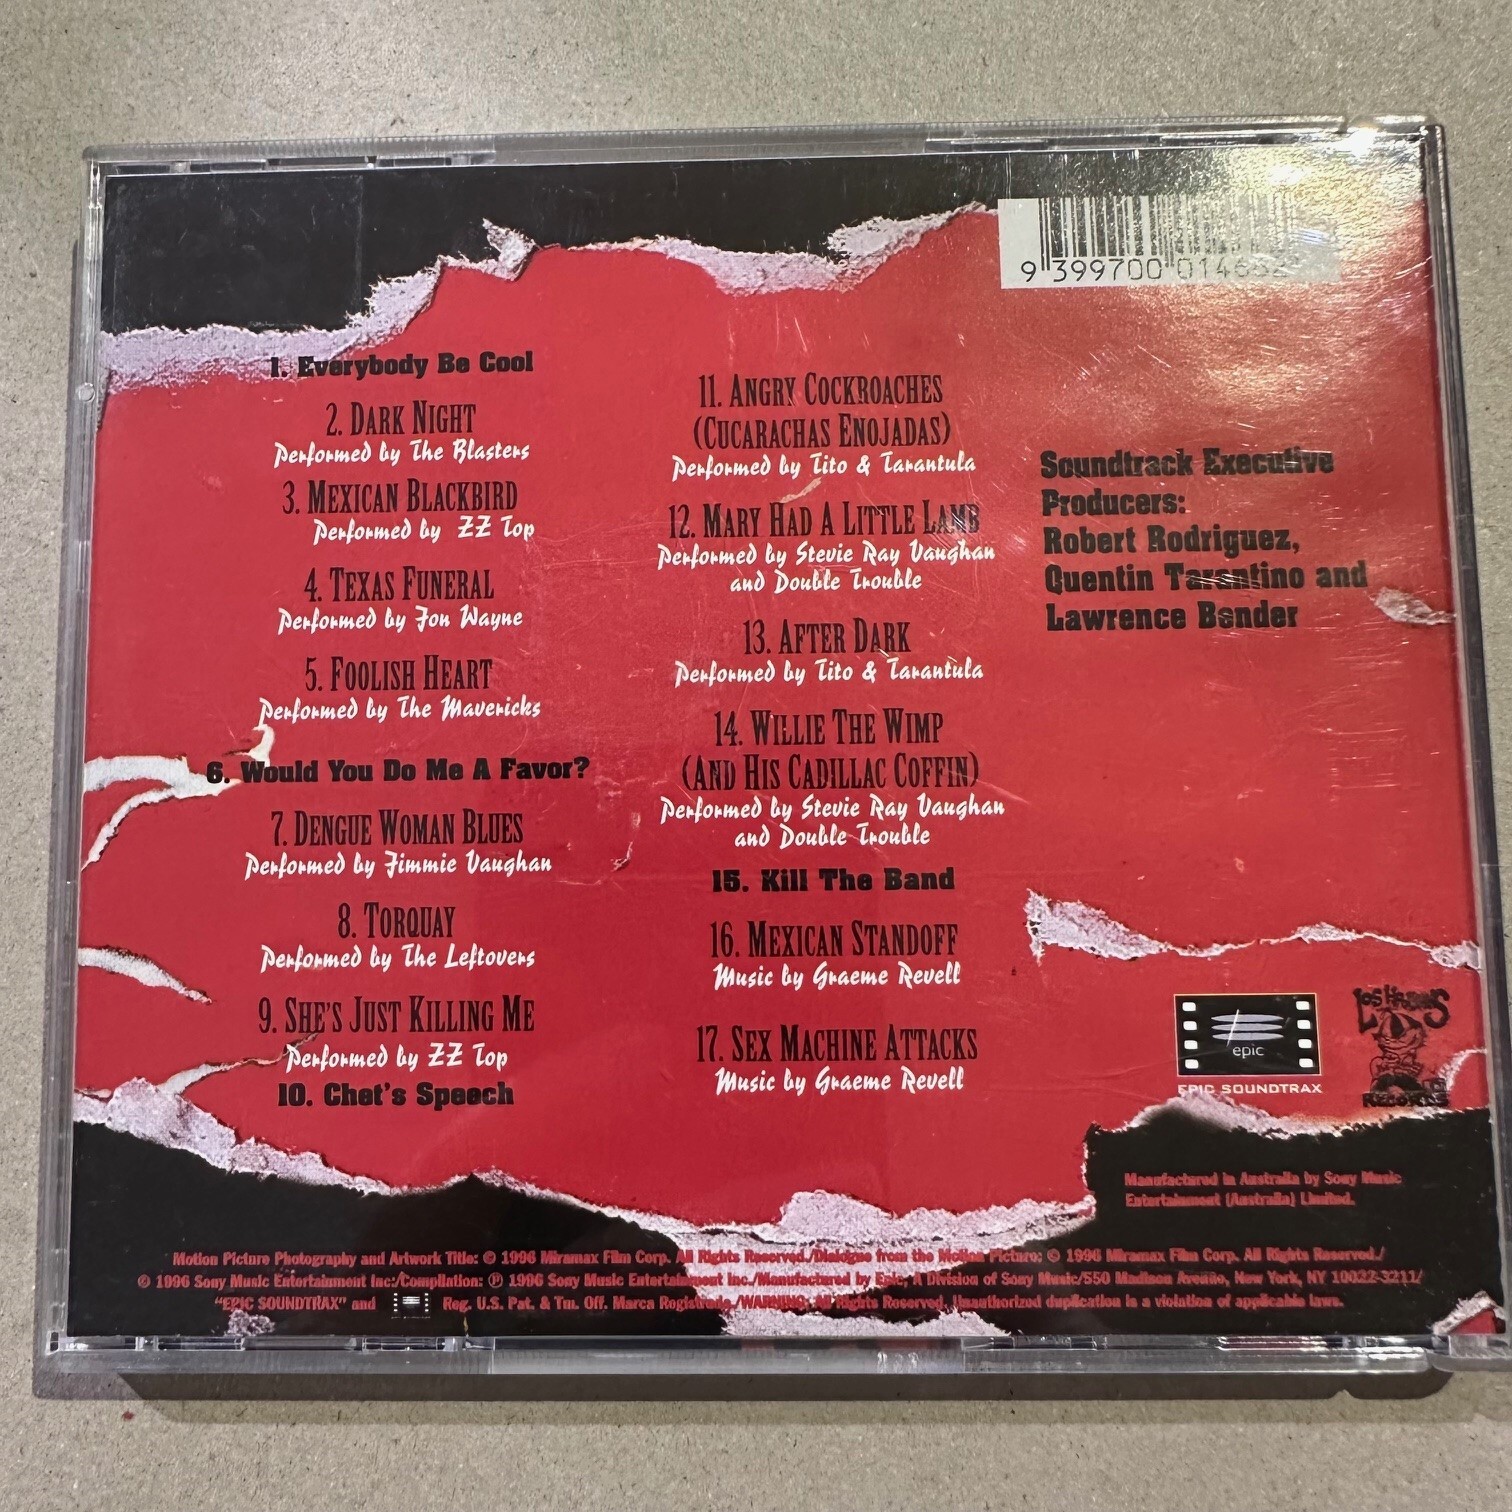 9 399700 01466
1. Everybody Be Cool
2. DARK NIGHT
Performed by The Blasters
3. MEXICAN BLACKBIRD
Performed by ZZ Top
4. TEXAS FUNERAL
Performed by Jon Wayne
5. FOOLISH HEART
Performed by The Mavericks
6. Would You Do Me A Favor?
7. DENGUE WOMAN BLUES
Performed by Jimmie Vaughan
8. TORQUAY
Performed by The Leftovers
9. SHE'S JUST KILLING ME
Performed by ZZ Top
10. Chet's Speech
11. ANGRY COCKROACHES
(CUCARACHAS ENOJADAS)
Performed by Tito & Tarantula
12. MARY HAD A LITTLE LAMB
Performed by Stevie Ray Vaughan
and Double Trouble
13. AFTER DARK
Performed by Tito & Tarantula
14. WILLIE THE WIMP
(AND HIS CADILLAC COFFIN)
Performed by Stevie Ray Vaughan
and Double Trouble
15. Kill The Band
16. MEXICAN STANDOFF
Music by Graeme Revell
17. SEX MACHINE ATTACKS
Music by Graeme Revell
Soundtrack Executive
Producers:
Robert Rodriguez,
Quentin Tarantino and
Lawrence Bender
epic
EPIC SOUNDTRAX
LOS HOOLIGANS
RECORDS
Manufactured in Australia by Sony Music
Entertainment (Australia) Limited.
Motion Picture Photography and Artwork Title: © 1996 Miramax Film Corp. All Rights Reserved./Dialogue from the Motion Picture: © 1996 Miramax Film Corp. All Rights Reserved./
© 1996 Sony Music Entertainment Inc./Compilation: ℗ 1996 Sony Music Entertainment Inc./Manufactured by Epic, A Division of Sony Music/550 Madison Avenue, New York, NY 10022-3211/
"EPIC SOUNDTRAX" and Reg. U.S. Pat. & Tm. Off. Marca Registrada./WARNING: All Rights Reserved. Unauthorized duplication is a violation of applicable laws.